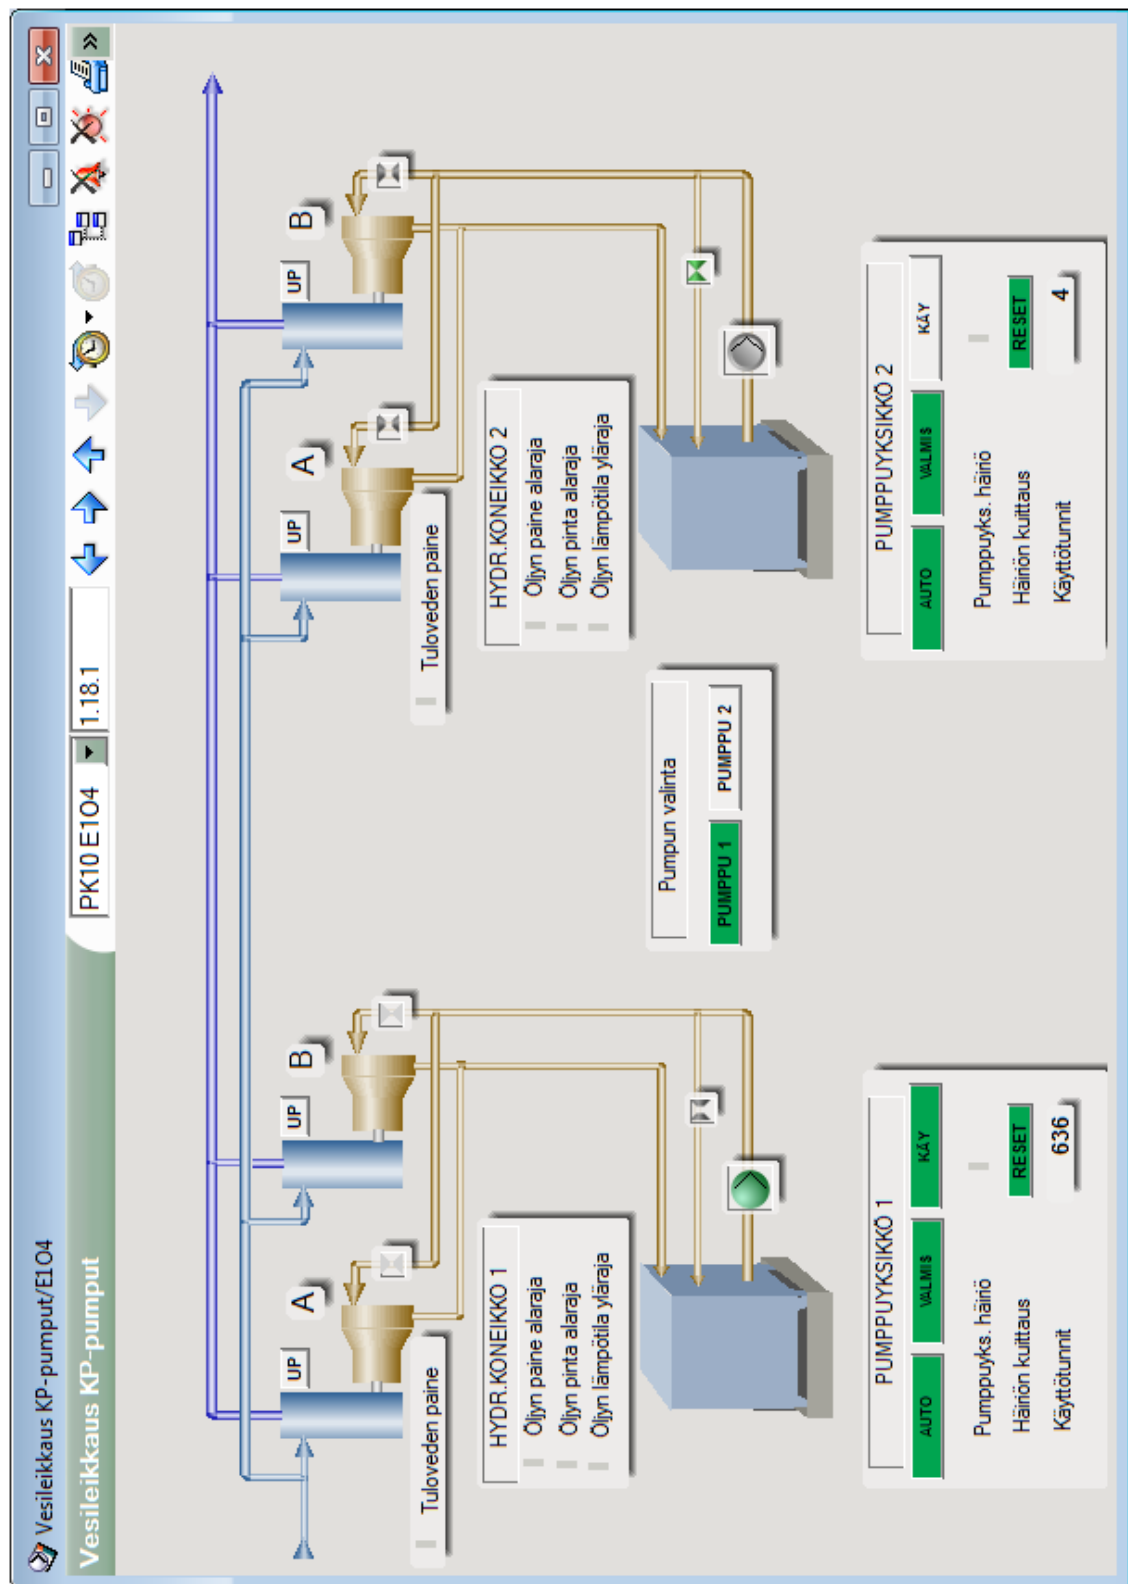 Vesileikkaus KP-pumput/E1O4
Vesileikkaus KP-pumput
PK10 E1O4
1.18.1
UP
A
UP
B
UP
A
UP
B
Tuloveden paine
Tuloveden paine
HYDR.KONEIKKO 1
Öljyn paine alaraja
Öljyn pinta alaraja
Öljyn lämpötila yläraja
HYDR.KONEIKKO 2
Öljyn paine alaraja
Öljyn pinta alaraja
Öljyn lämpötila yläraja
Pumpun valinta
PUMPPU 1
PUMPPU 2
PUMPPUYKSIKKÖ 1
AUTO
VALMIS
KÄY
Pumppuyks. häiriö
Häiriön kuittaus
RESET
Käyttötunnit
636
PUMPPUYKSIKKÖ 2
AUTO
VALMIS
KÄY
Pumppuyks. häiriö
Häiriön kuittaus
RESET
Käyttötunnit
4